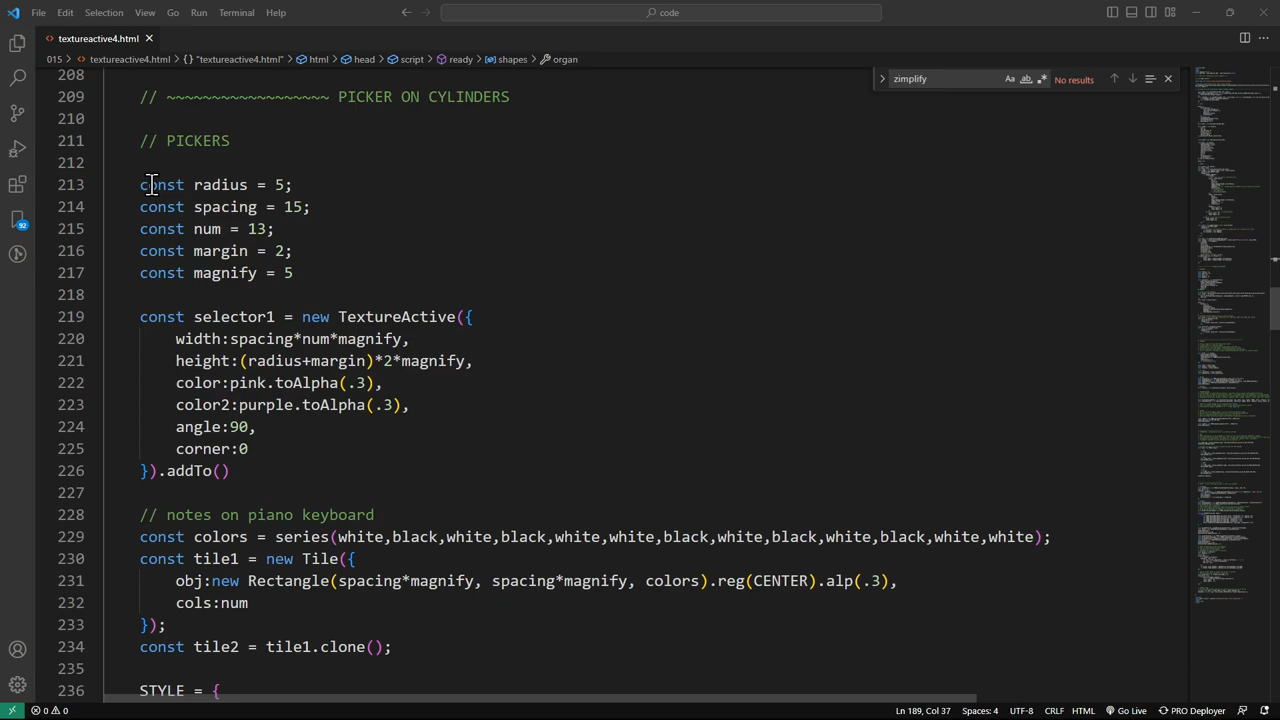 File Edit Selection View Go Run Terminal Help code
textureactive4.html
015 > textureactive4.html > {} "textureactive4.html" > html > head > script > ready > shapes > organ
zimplify Aa ab .* No results
208
209 // ~~~~~~~~~~~~~~~~~~ PICKER ON CYLINDERS
210
211 // PICKERS
212
213 const radius = 5;
214 const spacing = 15;
215 const num = 13;
216 const margin = 2;
217 const magnify = 5
218
219 const selector1 = new TextureActive({
220 width:spacing*num*magnify,
221 height:(radius+margin)*2*magnify,
222 color:pink.toAlpha(.3),
223 color2:purple.toAlpha(.3),
224 angle:90,
225 corner:0
226 }).addTo()
227
228 // notes on piano keyboard
229 const colors = series(white,black,white,black,white,white,black,white,black,white,black,white,white);
230 const tile1 = new Tile({
231 obj:new Rectangle(spacing*magnify, spacing*magnify, colors).reg(CENTER).alp(.3),
232 cols:num
233 });
234 const tile2 = tile1.clone();
235
236 STYLE = {
92
0 0 Ln 189, Col 37 Spaces: 4 UTF-8 CRLF HTML Go Live PRO Deployer